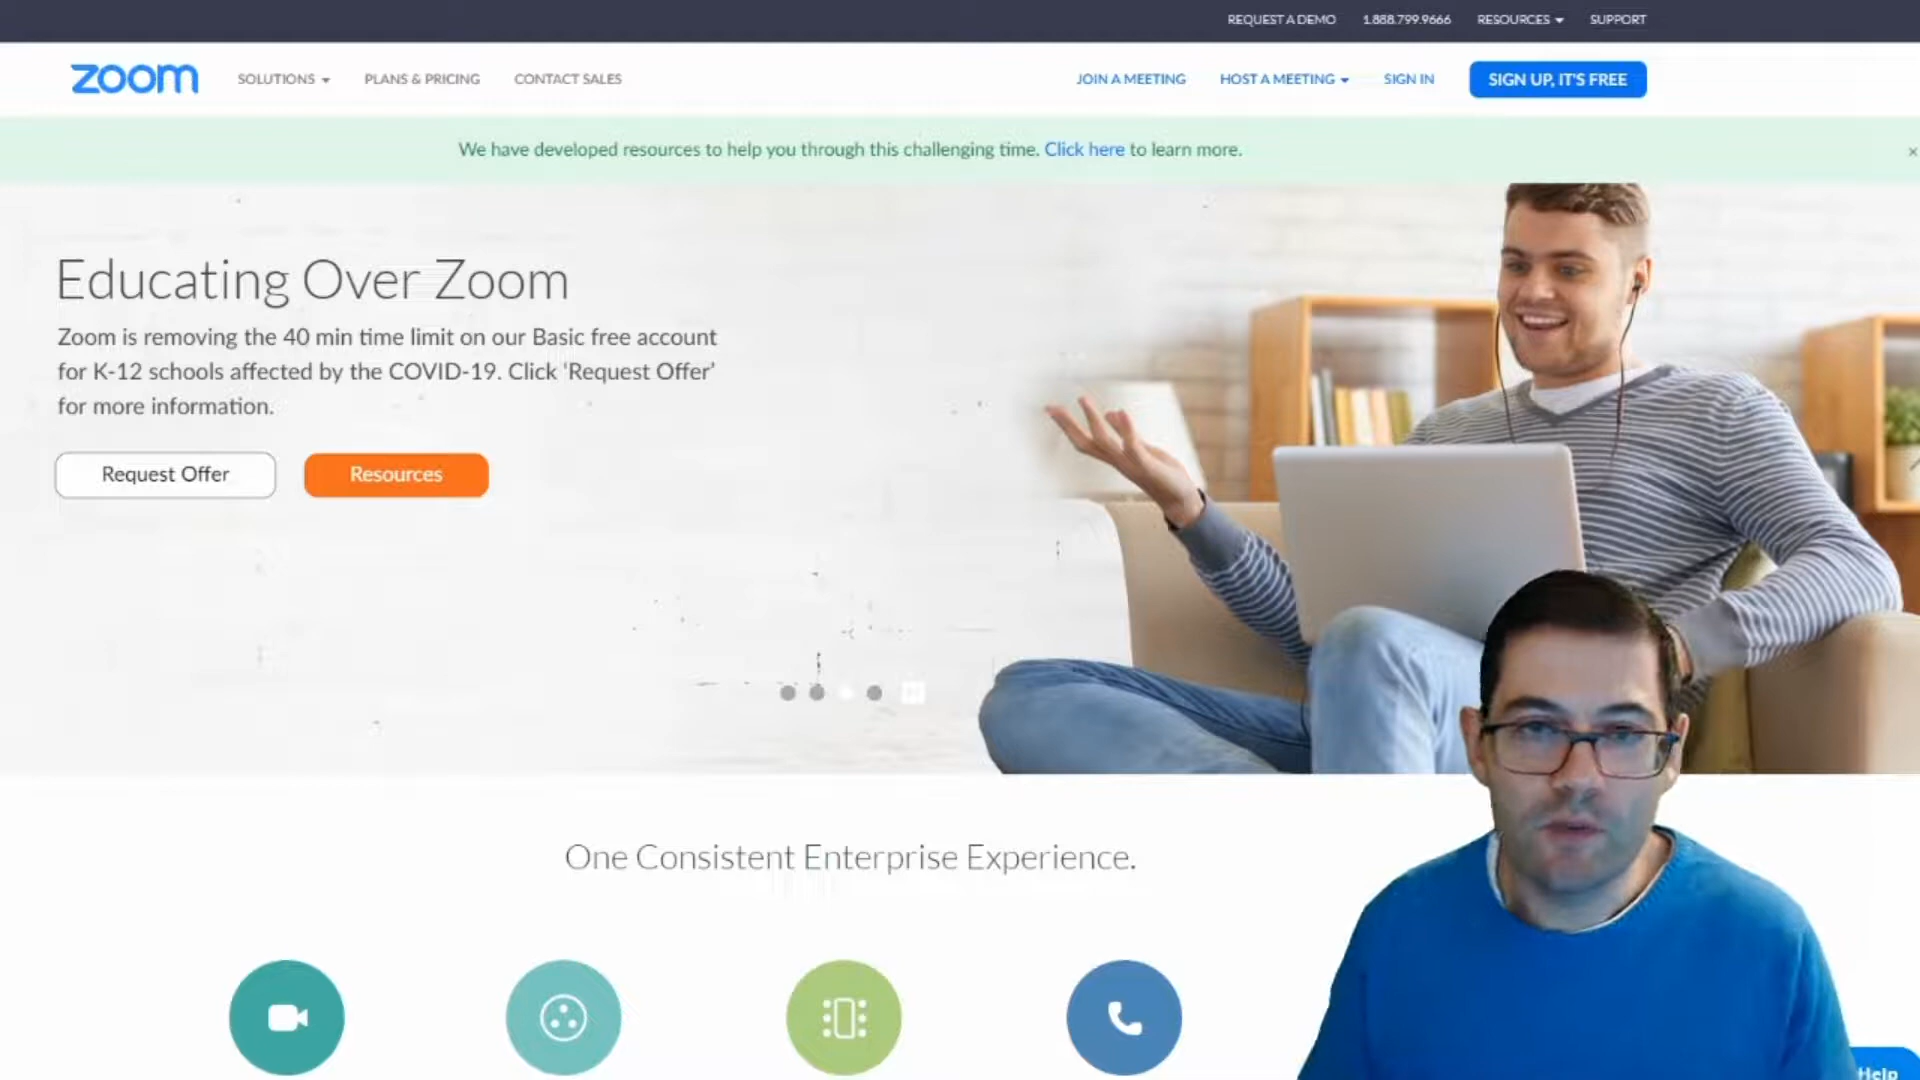 REQUEST A DEMO 1.888.799.9666 RESOURCES SUPPORT
zoom SOLUTIONS PLANS & PRICING CONTACT SALES JOIN A MEETING HOST A MEETING SIGN IN SIGN UP, IT'S FREE
We have developed resources to help you through this challenging time. Click here to learn more.
Educating Over Zoom
Zoom is removing the 40 min time limit on our Basic free account
for K-12 schools affected by the COVID-19. Click 'Request Offer'
for more information.
Request Offer Resources
One Consistent Enterprise Experience.
Help